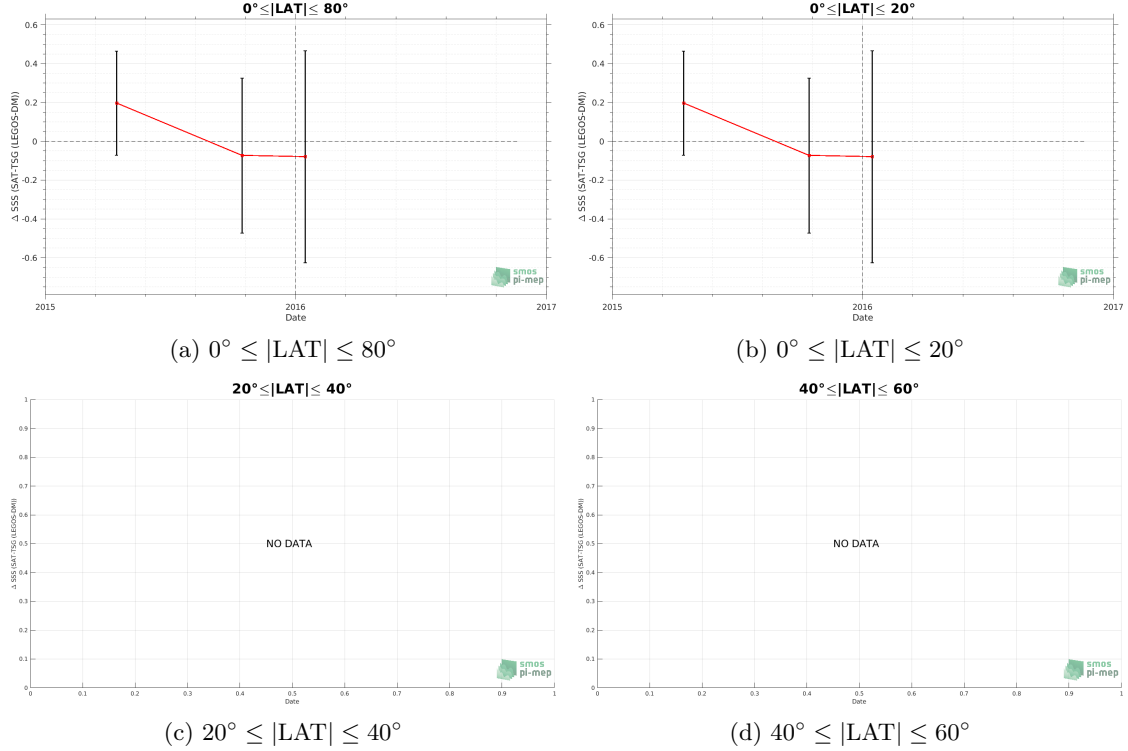 0°≤|LAT|≤ 80°
0.6
0.4
0.2
0
-0.2
-0.4
-0.6
Δ SSS (SAT-TSG (LEGOS-DM))
2015
2016
2017
Date
smos
pi-mep
(a) 0° ≤ |LAT| ≤ 80°
0°≤|LAT|≤ 20°
0.6
0.4
0.2
0
-0.2
-0.4
-0.6
Δ SSS (SAT-TSG (LEGOS-DM))
2015
2016
2017
Date
smos
pi-mep
(b) 0° ≤ |LAT| ≤ 20°
20°≤|LAT|≤ 40°
1
0.9
0.8
0.7
0.6
0.5
0.4
0.3
0.2
0.1
0
Δ SSS (SAT-TSG (LEGOS-DM))
NO DATA
0 0.1 0.2 0.3 0.4 0.5 0.6 0.7 0.8 0.9 1
Date
smos
pi-mep
(c) 20° ≤ |LAT| ≤ 40°
40°≤|LAT|≤ 60°
1
0.9
0.8
0.7
0.6
0.5
0.4
0.3
0.2
0.1
0
Δ SSS (SAT-TSG (LEGOS-DM))
NO DATA
0 0.1 0.2 0.3 0.4 0.5 0.6 0.7 0.8 0.9 1
Date
smos
pi-mep
(d) 40° ≤ |LAT| ≤ 60°